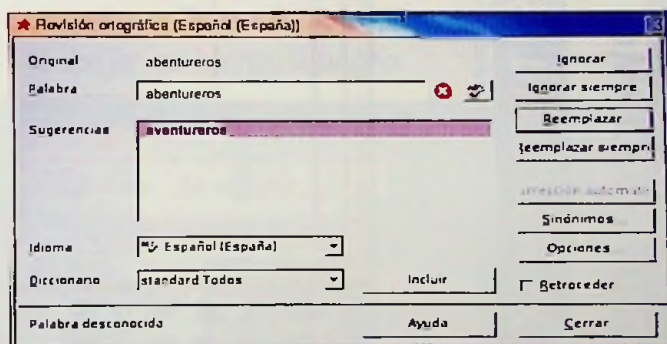 Revisión ortográfica (Español (España))
Original abentureros Ignorar
Palabra abentureros Ignorar siempre
Sugerencias aventureros Reemplazar
Reemplazar siempre
Sinónimos
Idioma Español (España) Opciones
Diccionario standard Todos Incluir Retroceder
Palabra desconocida Ayuda Cerrar